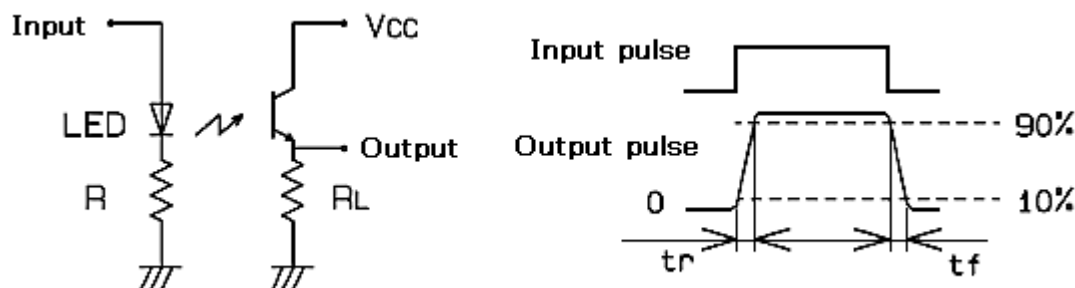 Input
Vcc
LED
Output
R
RL
Input pulse
90%
Output pulse
0
10%
tr
tf